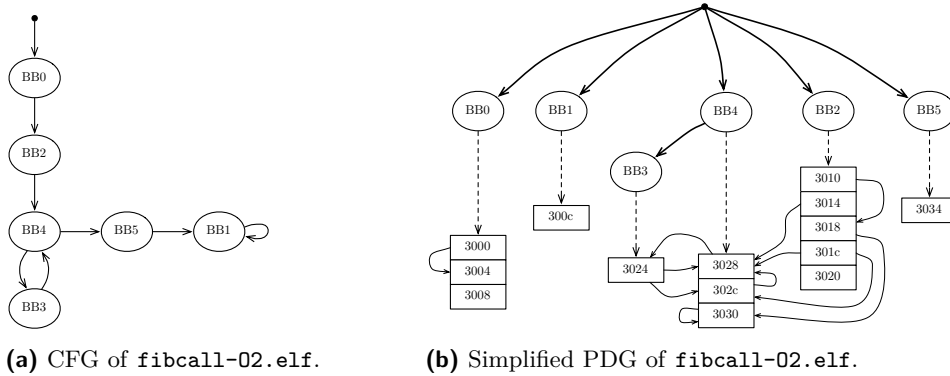 BB0
BB2
BB4
BB5
BB1
BB3
(a) CFG of fibcall-O2.elf.
BB0
BB1
BB4
BB2
BB5
BB3
3000
3004
3008
300c
3024
3028
302c
3030
3010
3014
3018
301c
3020
3034
(b) Simplified PDG of fibcall-O2.elf.